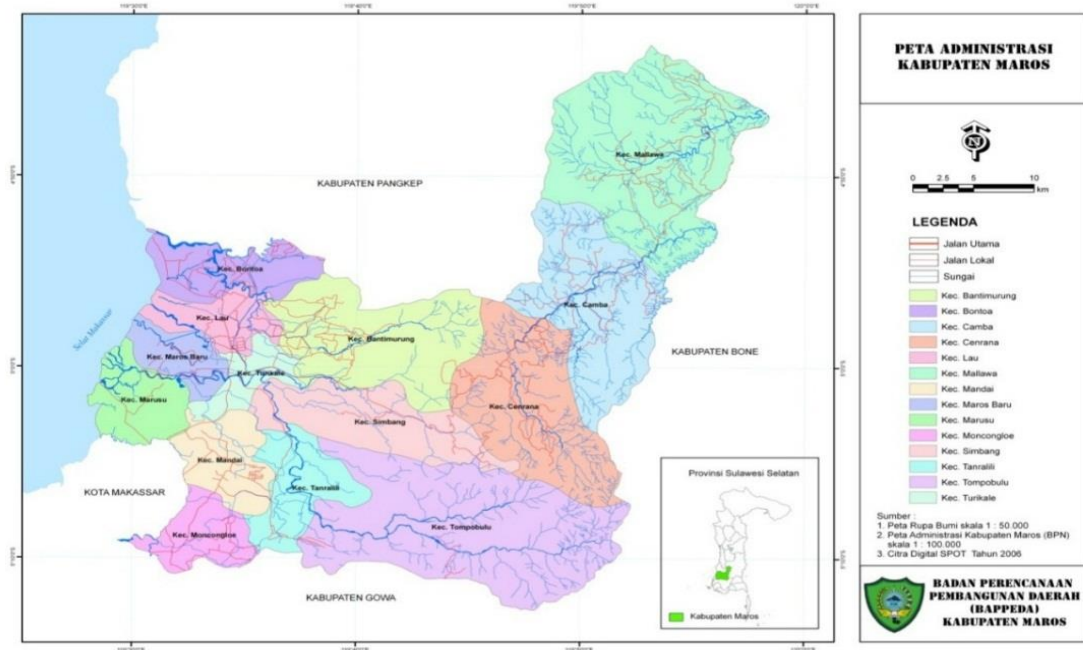 PETA ADMINISTRASI
KABUPATEN MAROS
N
0 2.5 5 10
km
LEGENDA
Jalan Utama
Jalan Lokal
Sungai
Kec. Bantimurung
Kec. Bontoa
Kec. Camba
Kec. Cenrana
Kec. Lau
Kec. Mallawa
Kec. Mandai
Kec. Maros Baru
Kec. Marusu
Kec. Moncongloe
Kec. Simbang
Kec. Tanralili
Kec. Tompobulu
Kec. Turikale
Sumber :
1. Peta Rupa Bumi skala 1 : 50.000
2. Peta Administrasi Kabupaten Maros (BPN)
skala 1 : 100.000
3. Citra Digital SPOT Tahun 2006
BADAN PERENCANAAN
PEMBANGUNAN DAERAH
(BAPPEDA)
KABUPATEN MAROS
Kec. Mallawa
KABUPATEN PANGKEP
Kec. Bontoa
Kec. Camba
Kec. Lau
Selat Makassar
Kec. Bantimurung
Kec. Maros Baru
KABUPATEN BONE
Kec. Turikale
Kec. Marusu
Kec. Cenrana
Kec. Simbang
Kec. Mandai
KOTA MAKASSAR
Kec. Tanralili
Kec. Tompobulu
Kec. Moncongloe
KABUPATEN GOWA
Provinsi Sulawesi Selatan
Kabupaten Maros